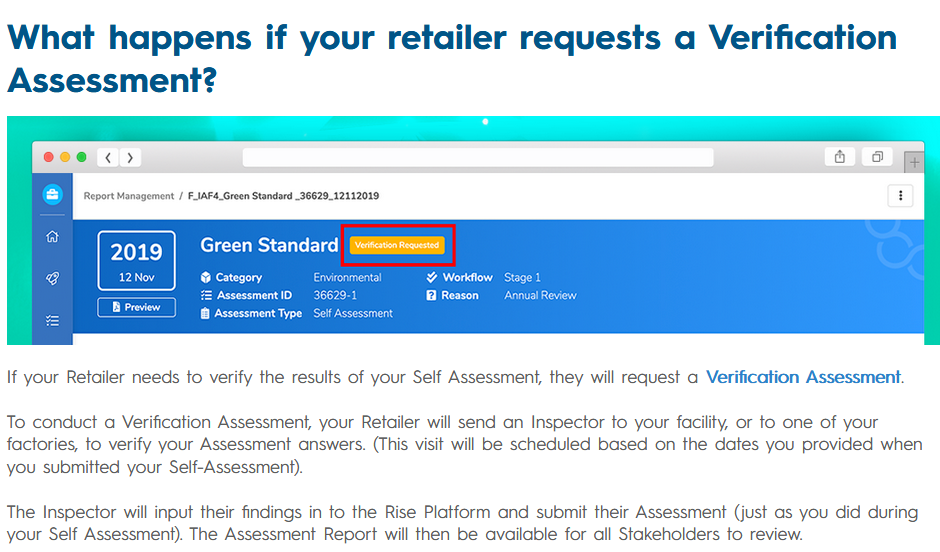 What happens if your retailer requests a Verification
Assessment?
Report Management / F_IAF4_Green Standard _36629_12112019
2019
12 Nov
Preview
Green Standard
Verification Requested
Category Environmental
Assessment ID 36629-1
Assessment Type Self Assessment
Workflow Stage 1
Reason Annual Review
If your Retailer needs to verify the results of your Self Assessment, they will request a Verification Assessment.
To conduct a Verification Assessment, your Retailer will send an Inspector to your facility, or to one of your
factories, to verify your Assessment answers. (This visit will be scheduled based on the dates you provided when
you submitted your Self-Assessment).
The Inspector will input their findings in to the Rise Platform and submit their Assessment (just as you did during
your Self Assessment). The Assessment Report will then be available for all Stakeholders to review.